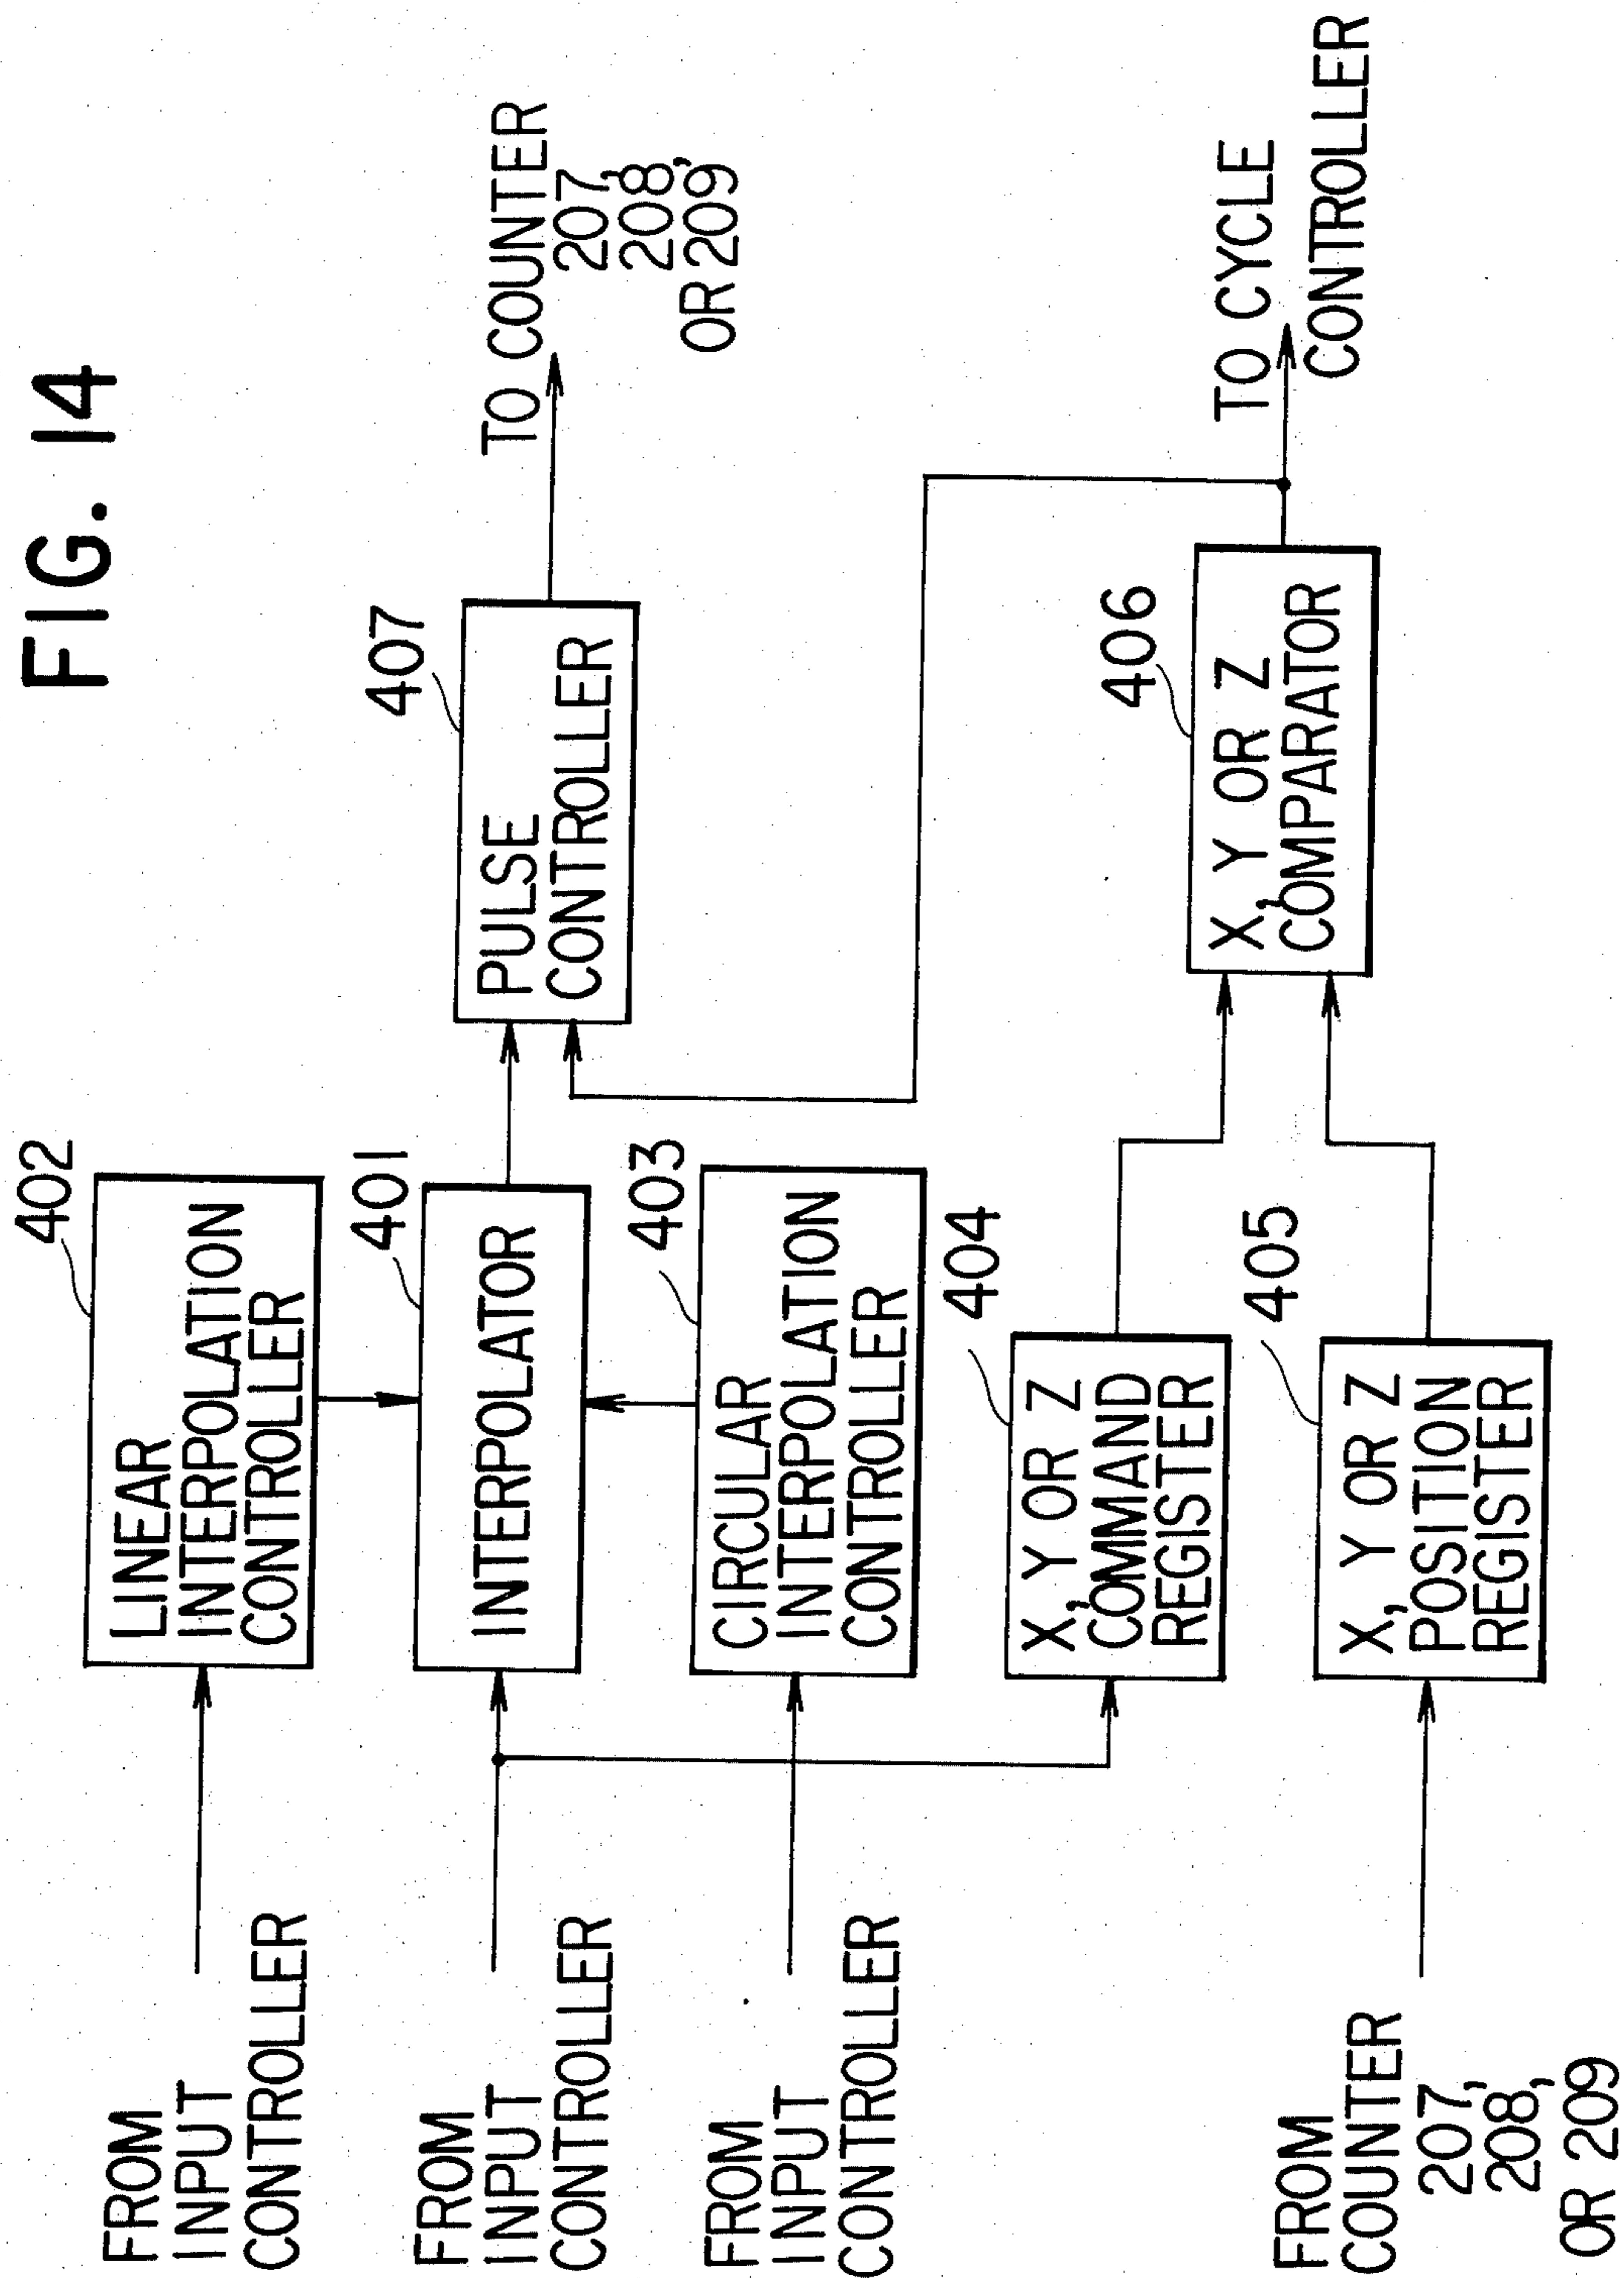 FIG. 14
402
FROM
INPUT
CONTROLLER
LINEAR
INTERPOLATION
CONTROLLER
401
407
FROM
INPUT
CONTROLLER
INTERPOLATOR
PULSE
CONTROLLER
TO COUNTER
207,
208,
OR 209
403
FROM
INPUT
CONTROLLER
CIRCULAR
INTERPOLATION
CONTROLLER
404
X, Y OR Z
COMMAND
REGISTER
406
X, Y OR Z
COMPARATOR
TO CYCLE
CONTROLLER
405
FROM
COUNTER
207,
208,
OR 209
X, Y OR Z
POSITION
REGISTER